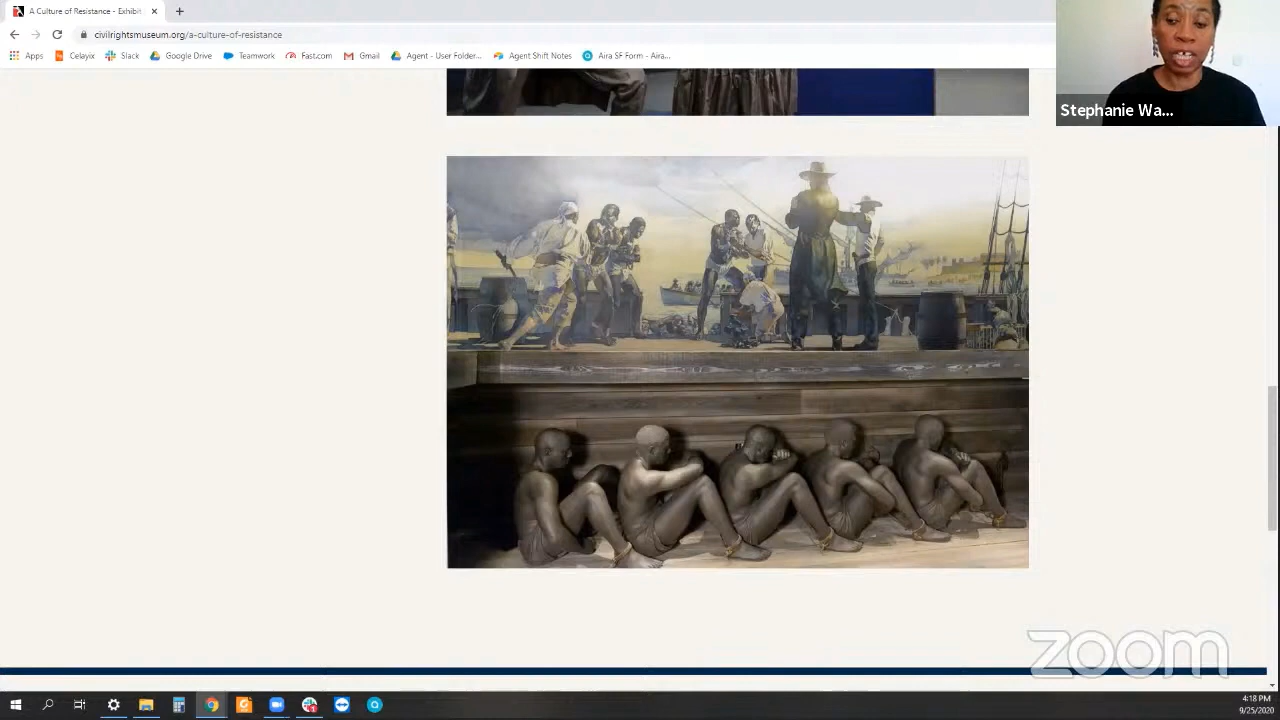 A Culture of Resistance - Exhibit
civilrightsmuseum.org/a-culture-of-resistance
Apps Celayix Slack Google Drive Teamwork Fast.com Gmail Agent - User Folder... Agent Shift Notes Aira SF Form - Aira...
Stephanie Wa...
zoom
4:18 PM
9/25/2020